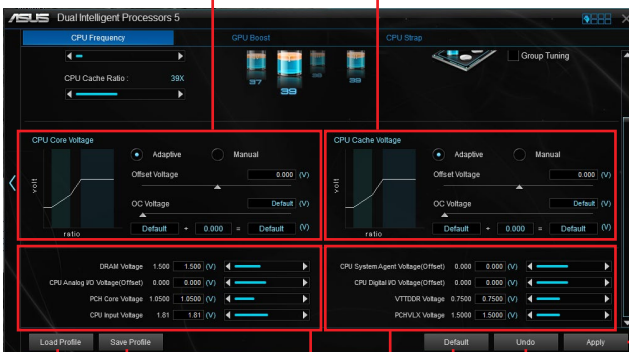 ASUS Dual Intelligent Processors 5
CPU Frequency GPU Boost CPU Strap
Group Tuning
CPU Cache Ratio : 39X
37 39 39 39
CPU Core Voltage
Adaptive Manual
Offset Voltage 0.000 (V)
OC Voltage Default (V)
Default + 0.000 = Default (V)
volt
ratio
CPU Cache Voltage
Adaptive Manual
Offset Voltage 0.000 (V)
OC Voltage Default (V)
Default + 0.000 = Default (V)
volt
ratio
DRAM Voltage 1.500 1.500 (V)
CPU Analog I/O Voltage(Offset) 0.000 0.000 (V)
PCH Core Voltage 1.0500 1.0500 (V)
CPU Input Voltage 1.81 1.81 (V)
CPU System Agent Voltage(Offset) 0.000 0.000 (V)
CPU Digital I/O Voltage(Offset) 0.000 0.000 (V)
VTTDDR Voltage 0.7500 0.7500 (V)
PCHVLX Voltage 1.5000 1.5000 (V)
Load Profile Save Profile Default Undo Apply